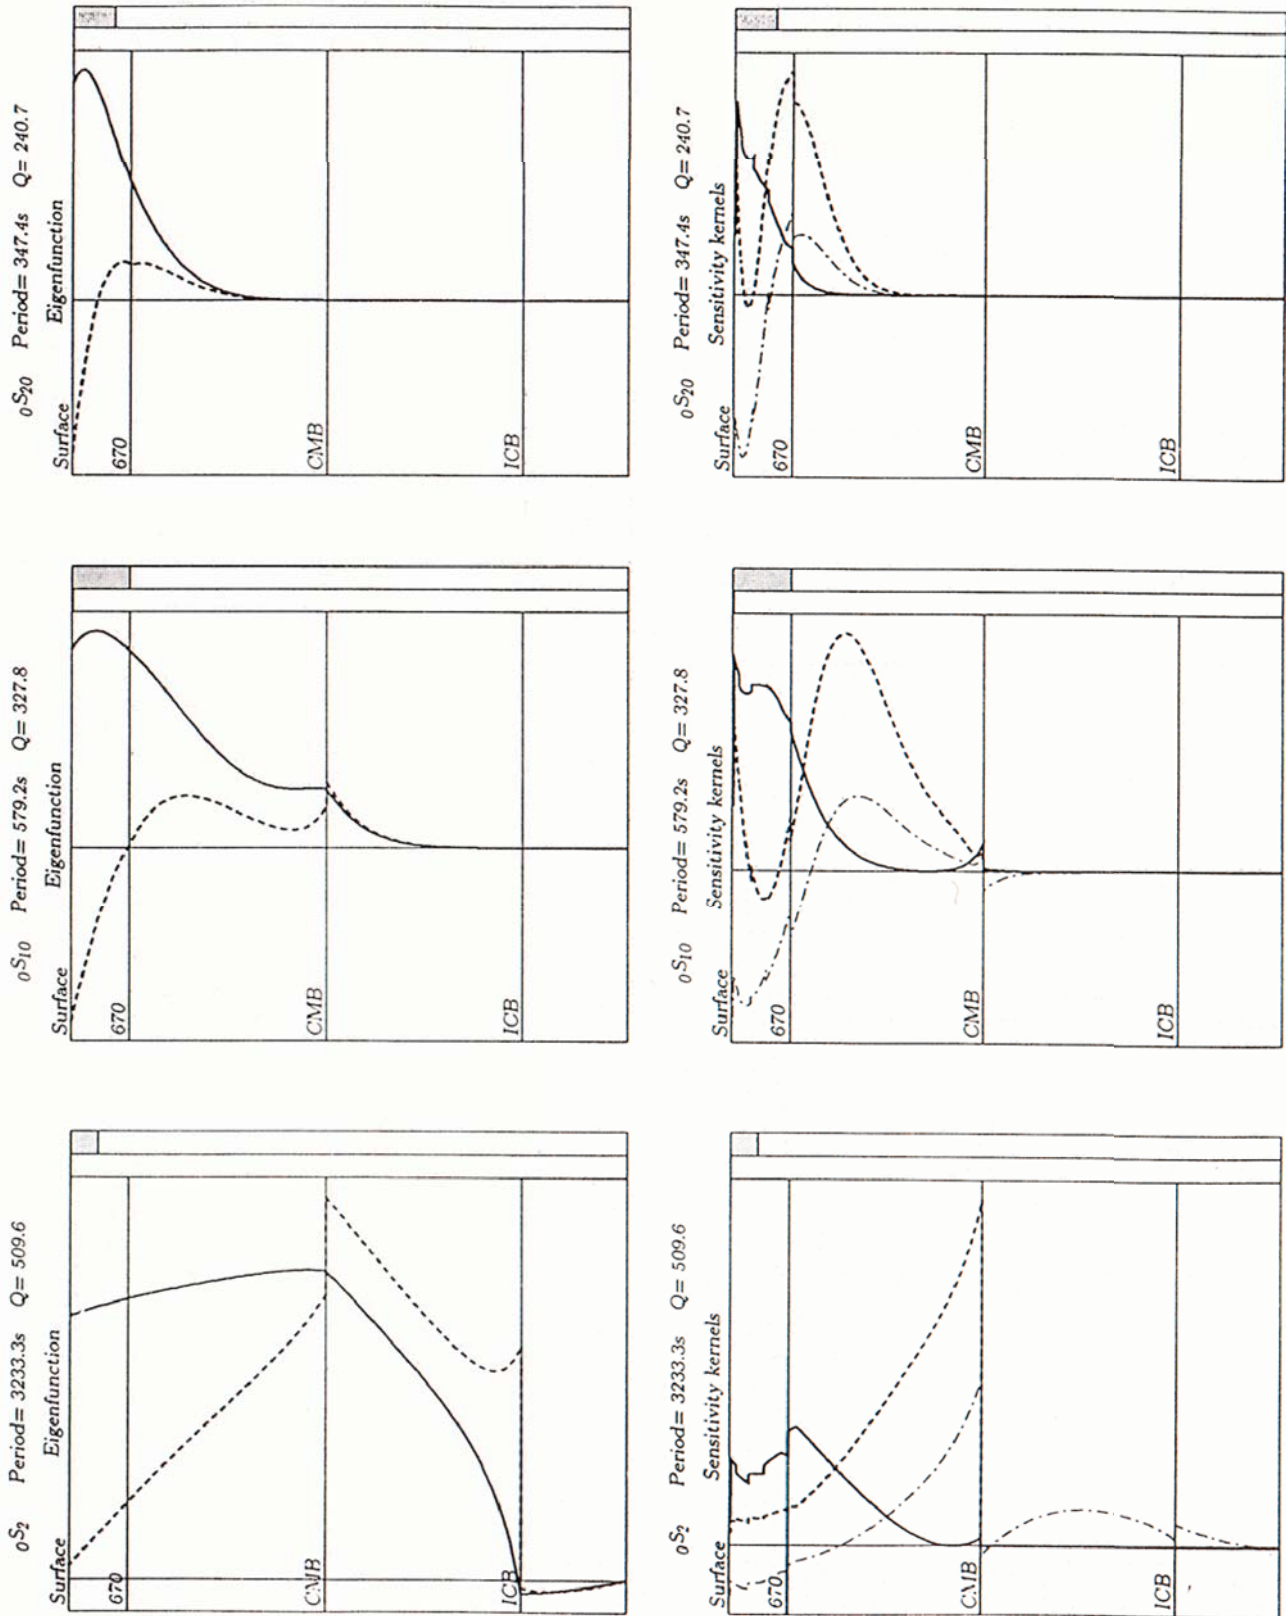 ₀S₂₀ Period= 347.4s Q= 240.7
Eigenfunction
Surface
670
CMB
ICB
₀S₂₀ Period= 347.4s Q= 240.7
Sensitivity kernels
Surface
670
CMB
ICB
₀S₁₀ Period= 579.2s Q= 327.8
Eigenfunction
Surface
670
CMB
ICB
₀S₁₀ Period= 579.2s Q= 327.8
Sensitivity kernels
Surface
670
CMB
ICB
₀S₂ Period= 3233.3s Q= 509.6
Eigenfunction
Surface
670
CMB
ICB
₀S₂ Period= 3233.3s Q= 509.6
Sensitivity kernels
Surface
670
CMB
ICB